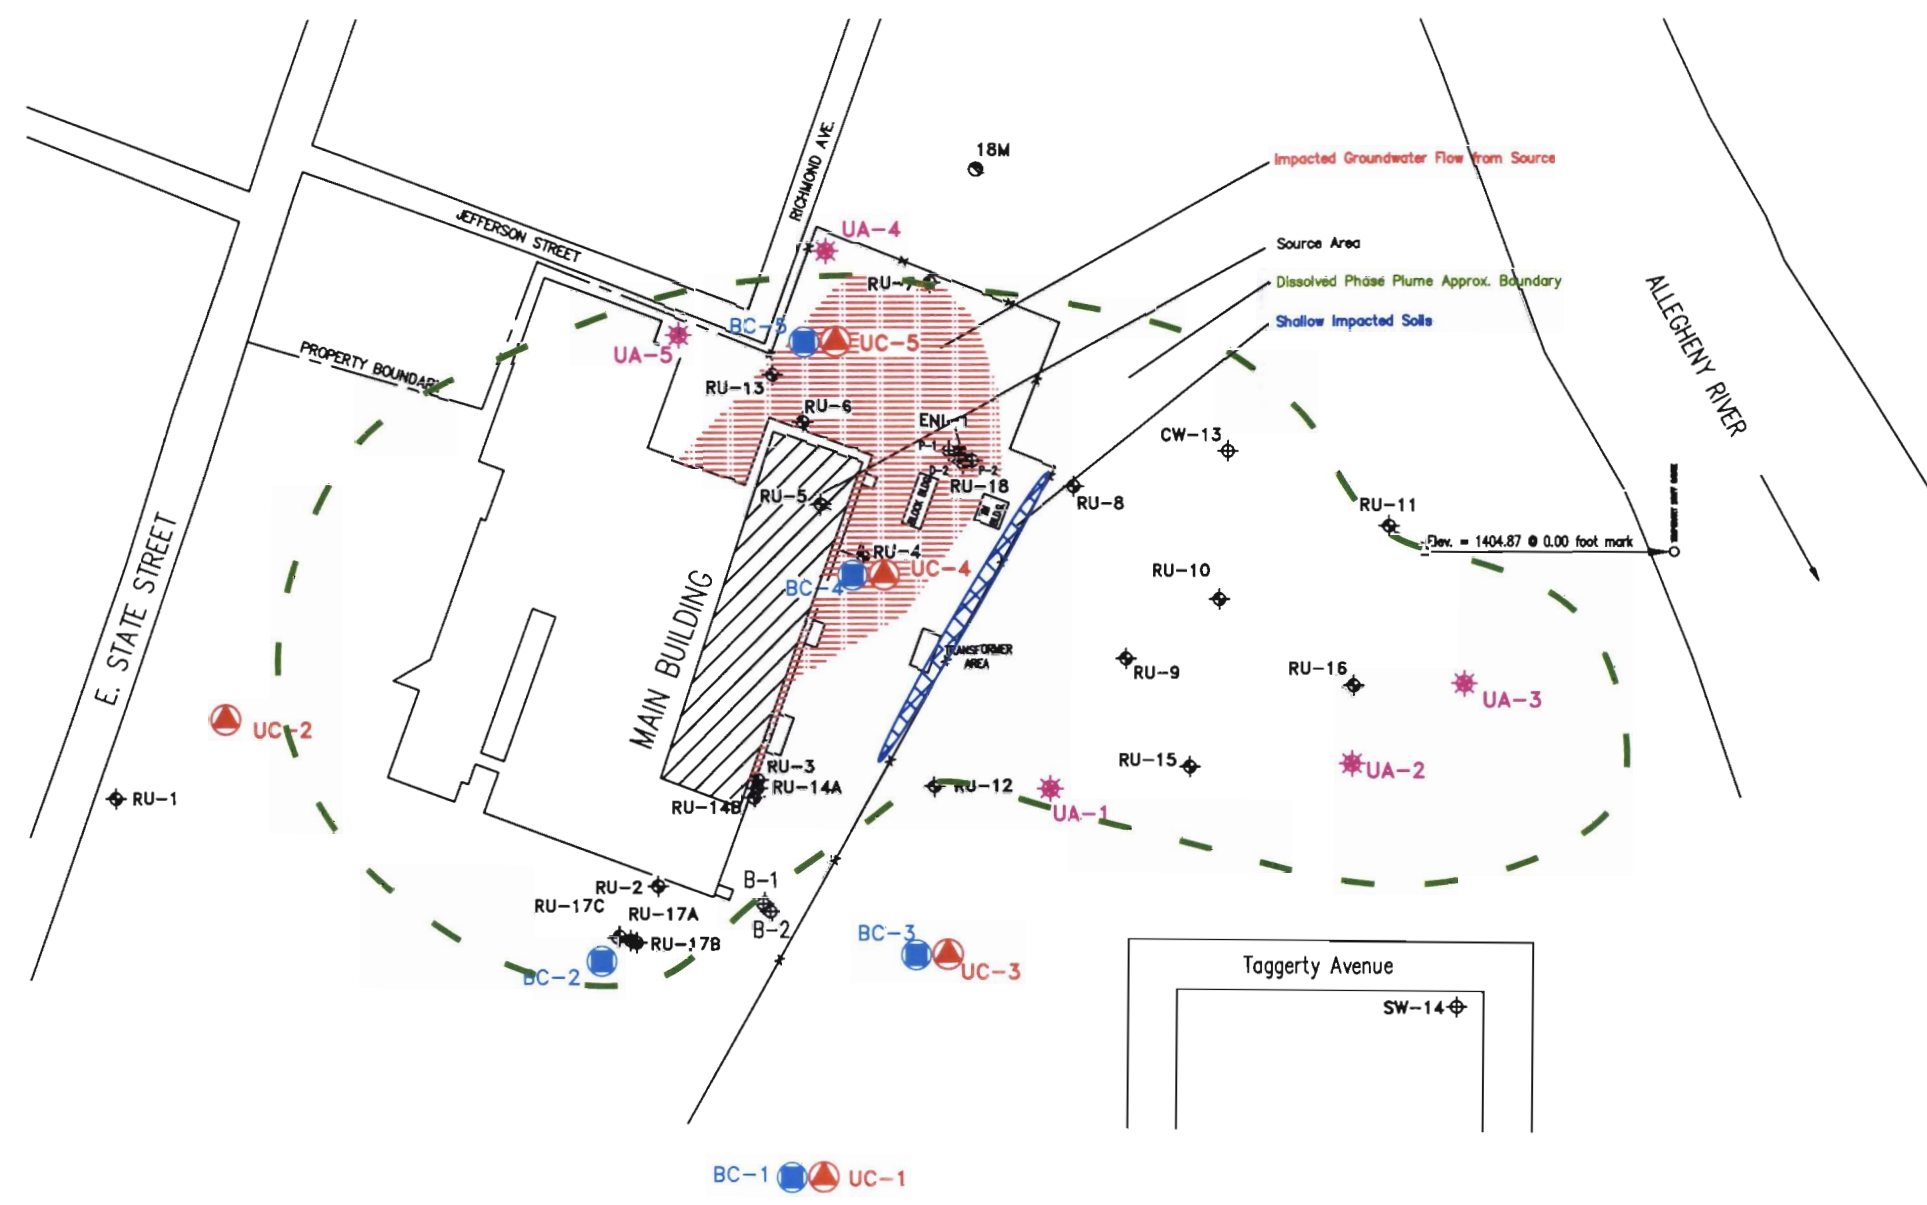 18M
Impacted Groundwater Flow from Source
RICHMOND AVE.
UA-4
JEFFERSON STREET
Source Area
RU-7
Dissolved Phase Plume Approx. Boundary
ALLEGHENY RIVER
BC-5
UC-5
Shallow Impacted Soils
UA-5
PROPERTY BOUNDARY
RU-13
RU-6
ENL-1
CW-13
P-1
D-2
P-2
RU-5
RU-18
RU-8
RU-11
BLOCK BLDG.
BLDG.
Elev. = 1404.87 @ 0.00 foot mark
RU-4
UC-4
BC-4
RU-10
E. STATE STREET
MAIN BUILDING
TRANSFORMER
AREA
RU-9
RU-16
UA-3
UC-2
RU-3
RU-15
UA-2
RU-1
RU-14A
RU-14B
RU-12
UA-1
RU-2
B-1
RU-17C
RU-17A
B-2
RU-17B
BC-3
UC-3
BC-2
Taggerty Avenue
SW-14
BC-1
UC-1